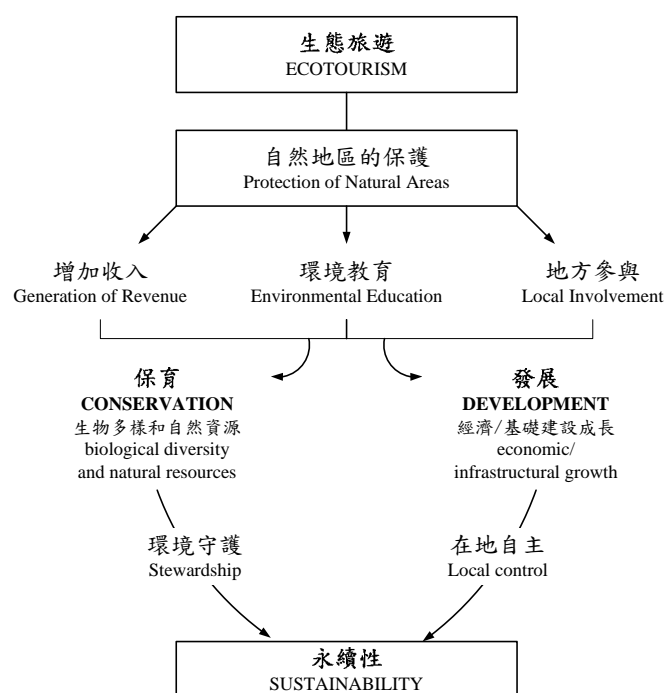 生態旅遊
ECOTOURISM
自然地區的保護
Protection of Natural Areas
增加收入
Generation of Revenue
環境教育
Environmental Education
地方參與
Local Involvement
保育
CONSERVATION
生物多樣和自然資源
biological diversity
and natural resources
發展
DEVELOPMENT
經濟/基礎建設成長
economic/
infrastructural growth
環境守護
Stewardship
在地自主
Local control
永續性
SUSTAINABILITY